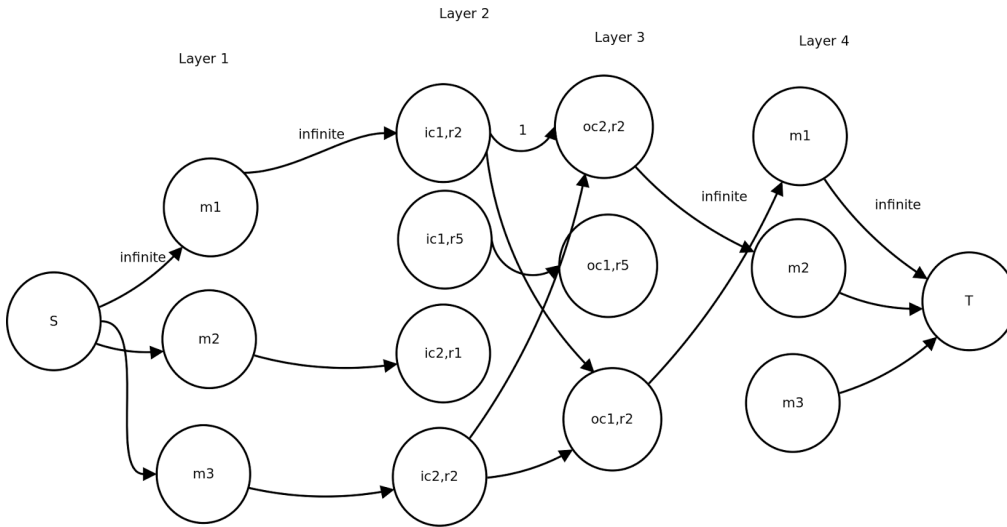 Layer 1
Layer 2
Layer 3
Layer 4
S
infinite
m1
m2
m3
infinite
ic1,r2
ic1,r5
ic2,r1
ic2,r2
1
oc2,r2
oc1,r5
oc1,r2
infinite
m1
m2
m3
infinite
T